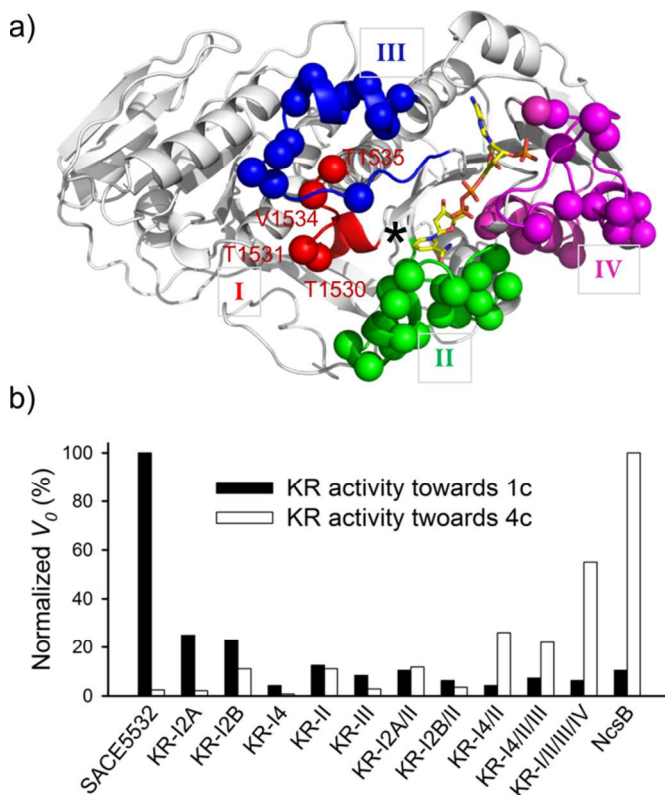 a)
III
T1535
V1534
*
T1531
I
T1530
IV
II
b)
Normalized V0 (%)
100
80
60
40
20
0
KR activity towards 1c
KR activity twoards 4c
SACE5532
KR-I2A
KR-I2B
KR-I4
KR-II
KR-III
KR-I2A/II
KR-I2B/II
KR-I4/II
KR-I4/II/III
KR-I/II/III/IV
NcsB